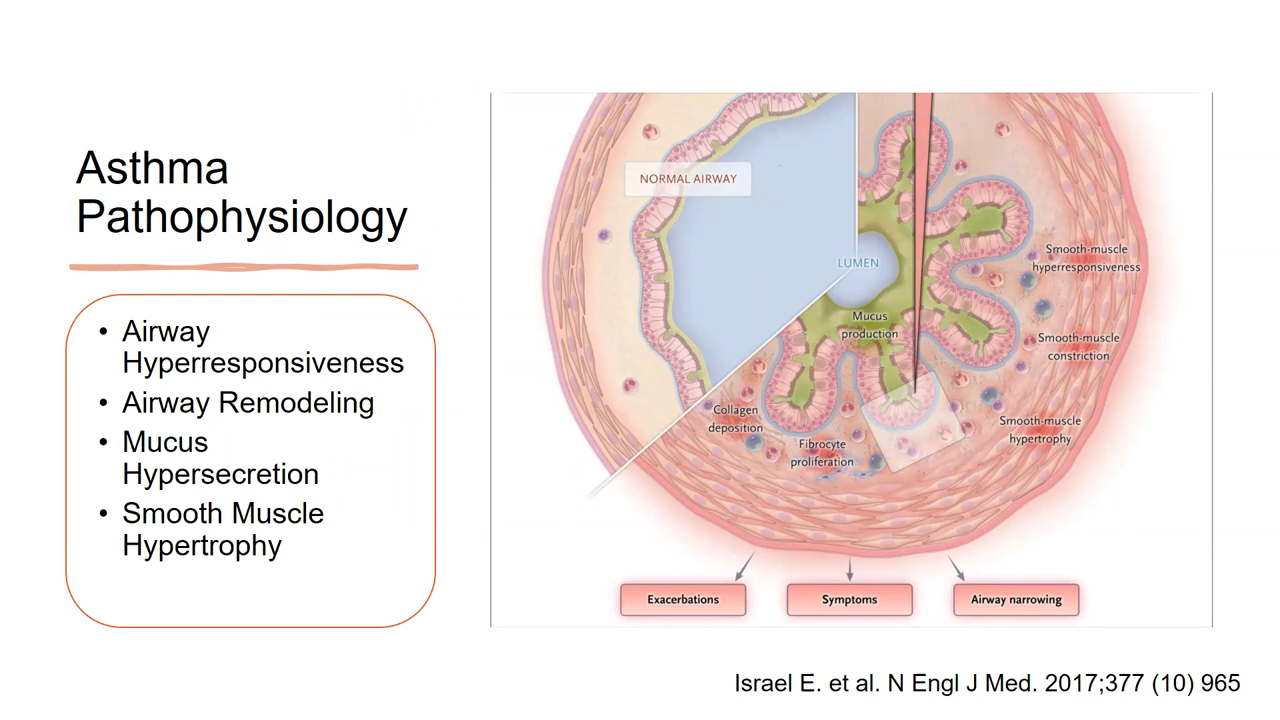 Asthma
Pathophysiology
• Airway
Hyperresponsiveness
• Airway Remodeling
• Mucus
Hypersecretion
• Smooth Muscle
Hypertrophy
NORMAL AIRWAY
LUMEN
Mucus
production
Smooth-muscle
hyperresponsiveness
Smooth-muscle
constriction
Smooth-muscle
hypertrophy
Collagen
deposition
Fibrocyte
proliferation
Exacerbations
Symptoms
Airway narrowing
Israel E. et al. N Engl J Med. 2017;377 (10) 965